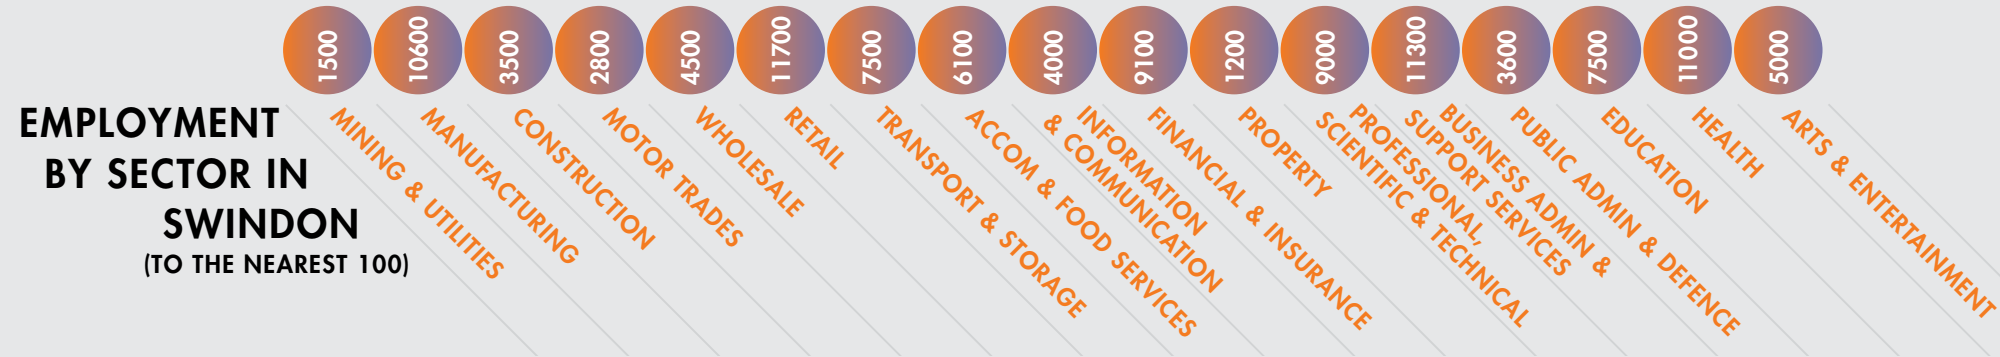 1500
10600
3500
2800
4500
11700
7500
6100
4000
9100
1200
9000
11300
3600
7500
11000
5000
EMPLOYMENT
BY SECTOR IN
SWINDON
(TO THE NEAREST 100)
MINING & UTILITIES
MANUFACTURING
CONSTRUCTION
MOTOR TRADES
WHOLESALE
RETAIL
TRANSPORT & STORAGE
ACCOM & FOOD SERVICES
INFORMATION
& COMMUNICATION
FINANCIAL & INSURANCE
PROPERTY
PROFESSIONAL,
SCIENTIFIC & TECHNICAL
BUSINESS ADMIN &
SUPPORT SERVICES
PUBLIC ADMIN & DEFENCE
EDUCATION
HEALTH
ARTS & ENTERTAINMENT